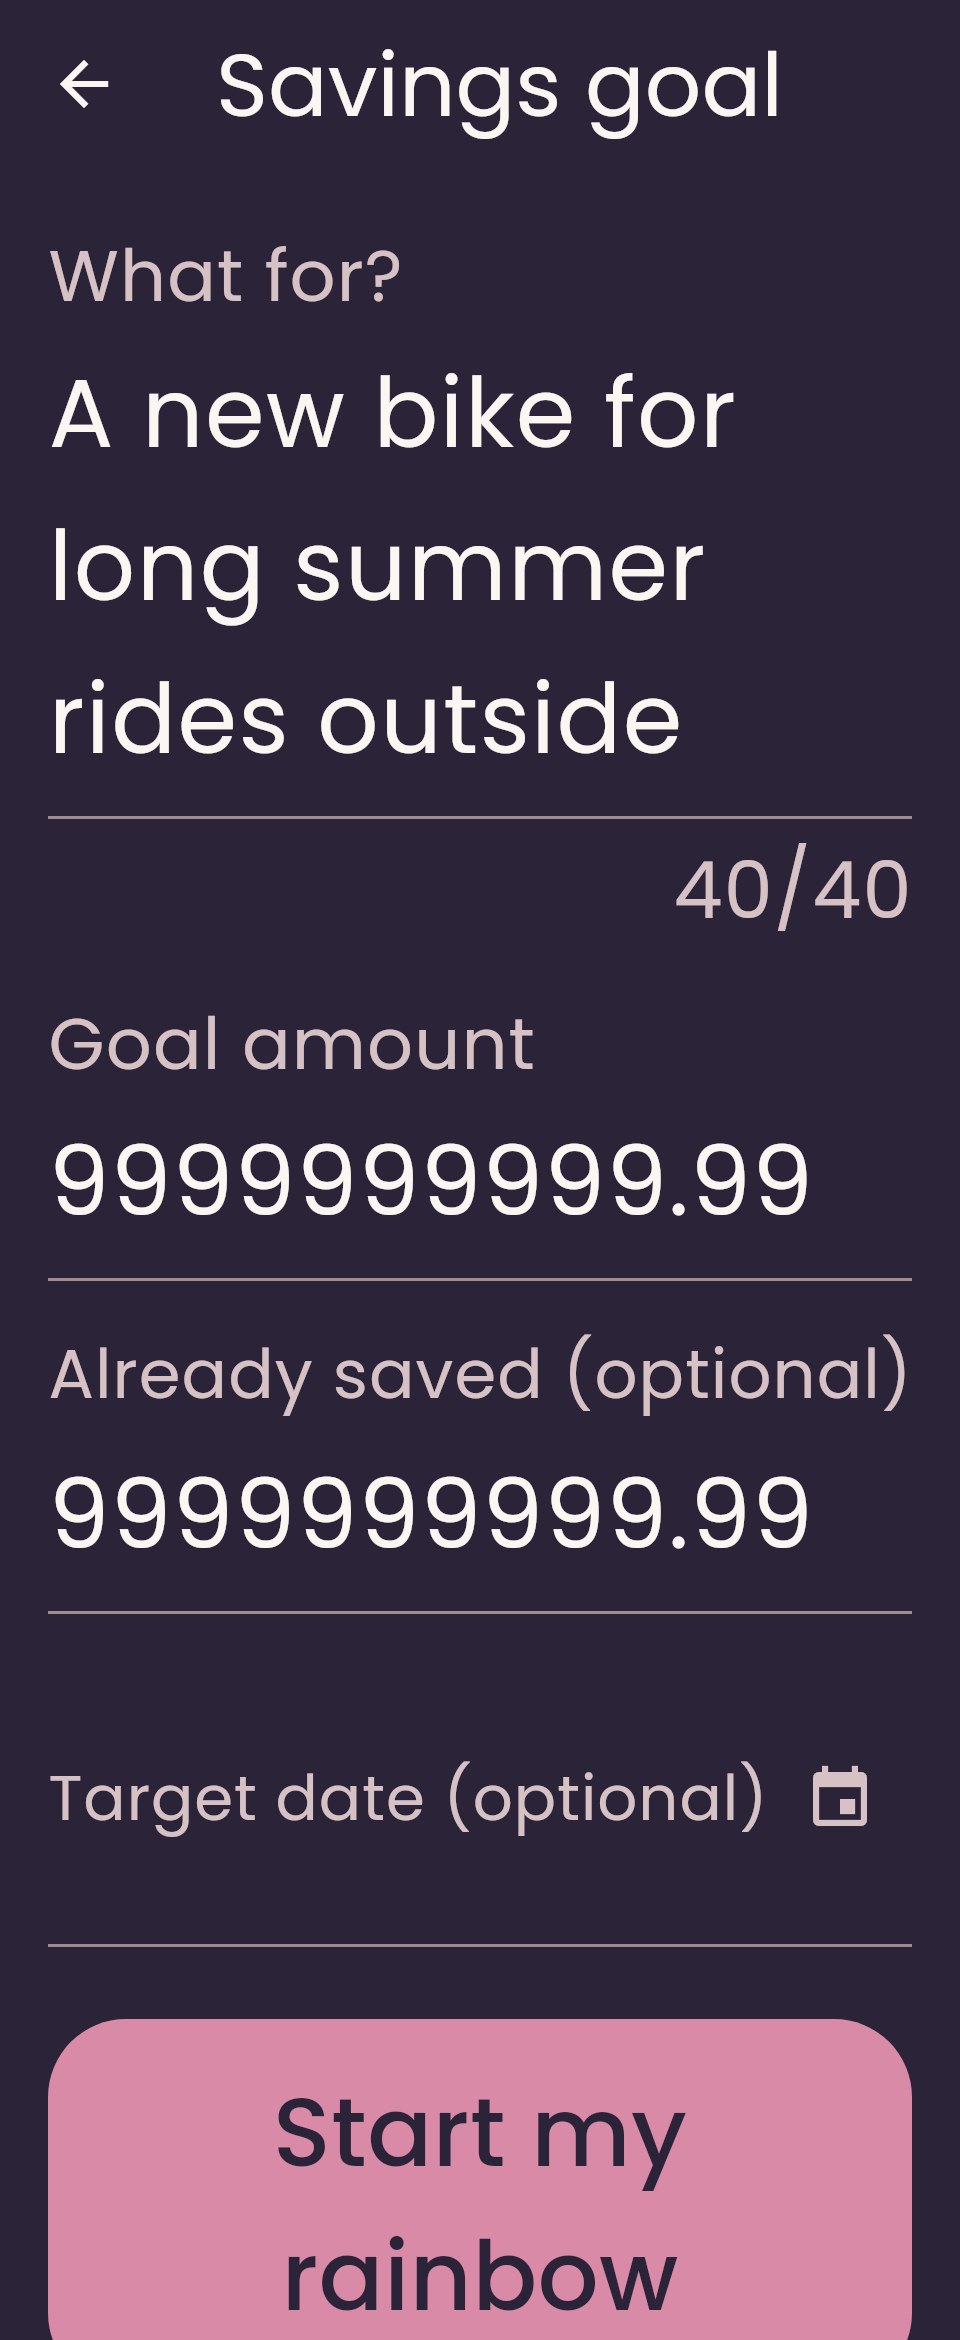 Savings goal
What for?
A new bike for
long summer
rides outside
40/40
Goal amount
9999999999.99
Already saved (optional)
9999999999.99
Target date (optional)
Start my
rainbow